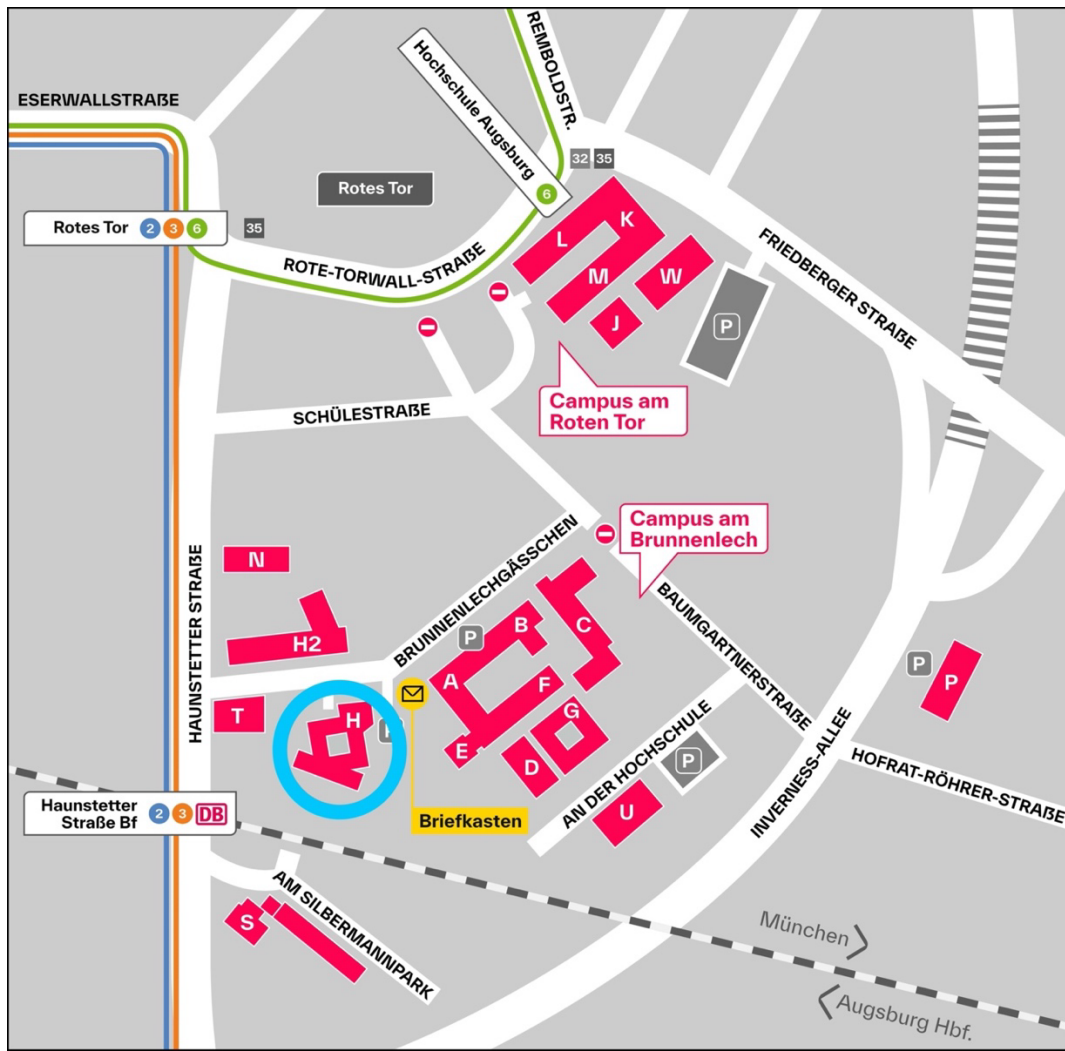 ESERWALLSTRAẞE
REMBOLDSTR.
Hochschule Augsburg
6
32 35
Rotes Tor
Rotes Tor 2 3 6
35
ROTE-TORWALL-STRAẞE
K
L
M
W
J
P
FRIEDBERGER STRAẞE
Campus am
Roten Tor
SCHÜLESTRAẞE
HAUNSTETTER STRAẞE
BRUNNENLECHGÄSSCHEN
Campus am
Brunnenlech
BAUMGARTNERSTRAẞE
N
H2
P
B
C
A
F
T
H
P
E
G
D
P
P
AN DER HOCHSCHULE
P
U
INVERNESS-ALLEE
HOFRAT-RÖHRER-STRAẞE
Haunstetter
Straße Bf
2 3 DB
Briefkasten
AM SILBERMANNPARK
S
München
Augsburg Hbf.